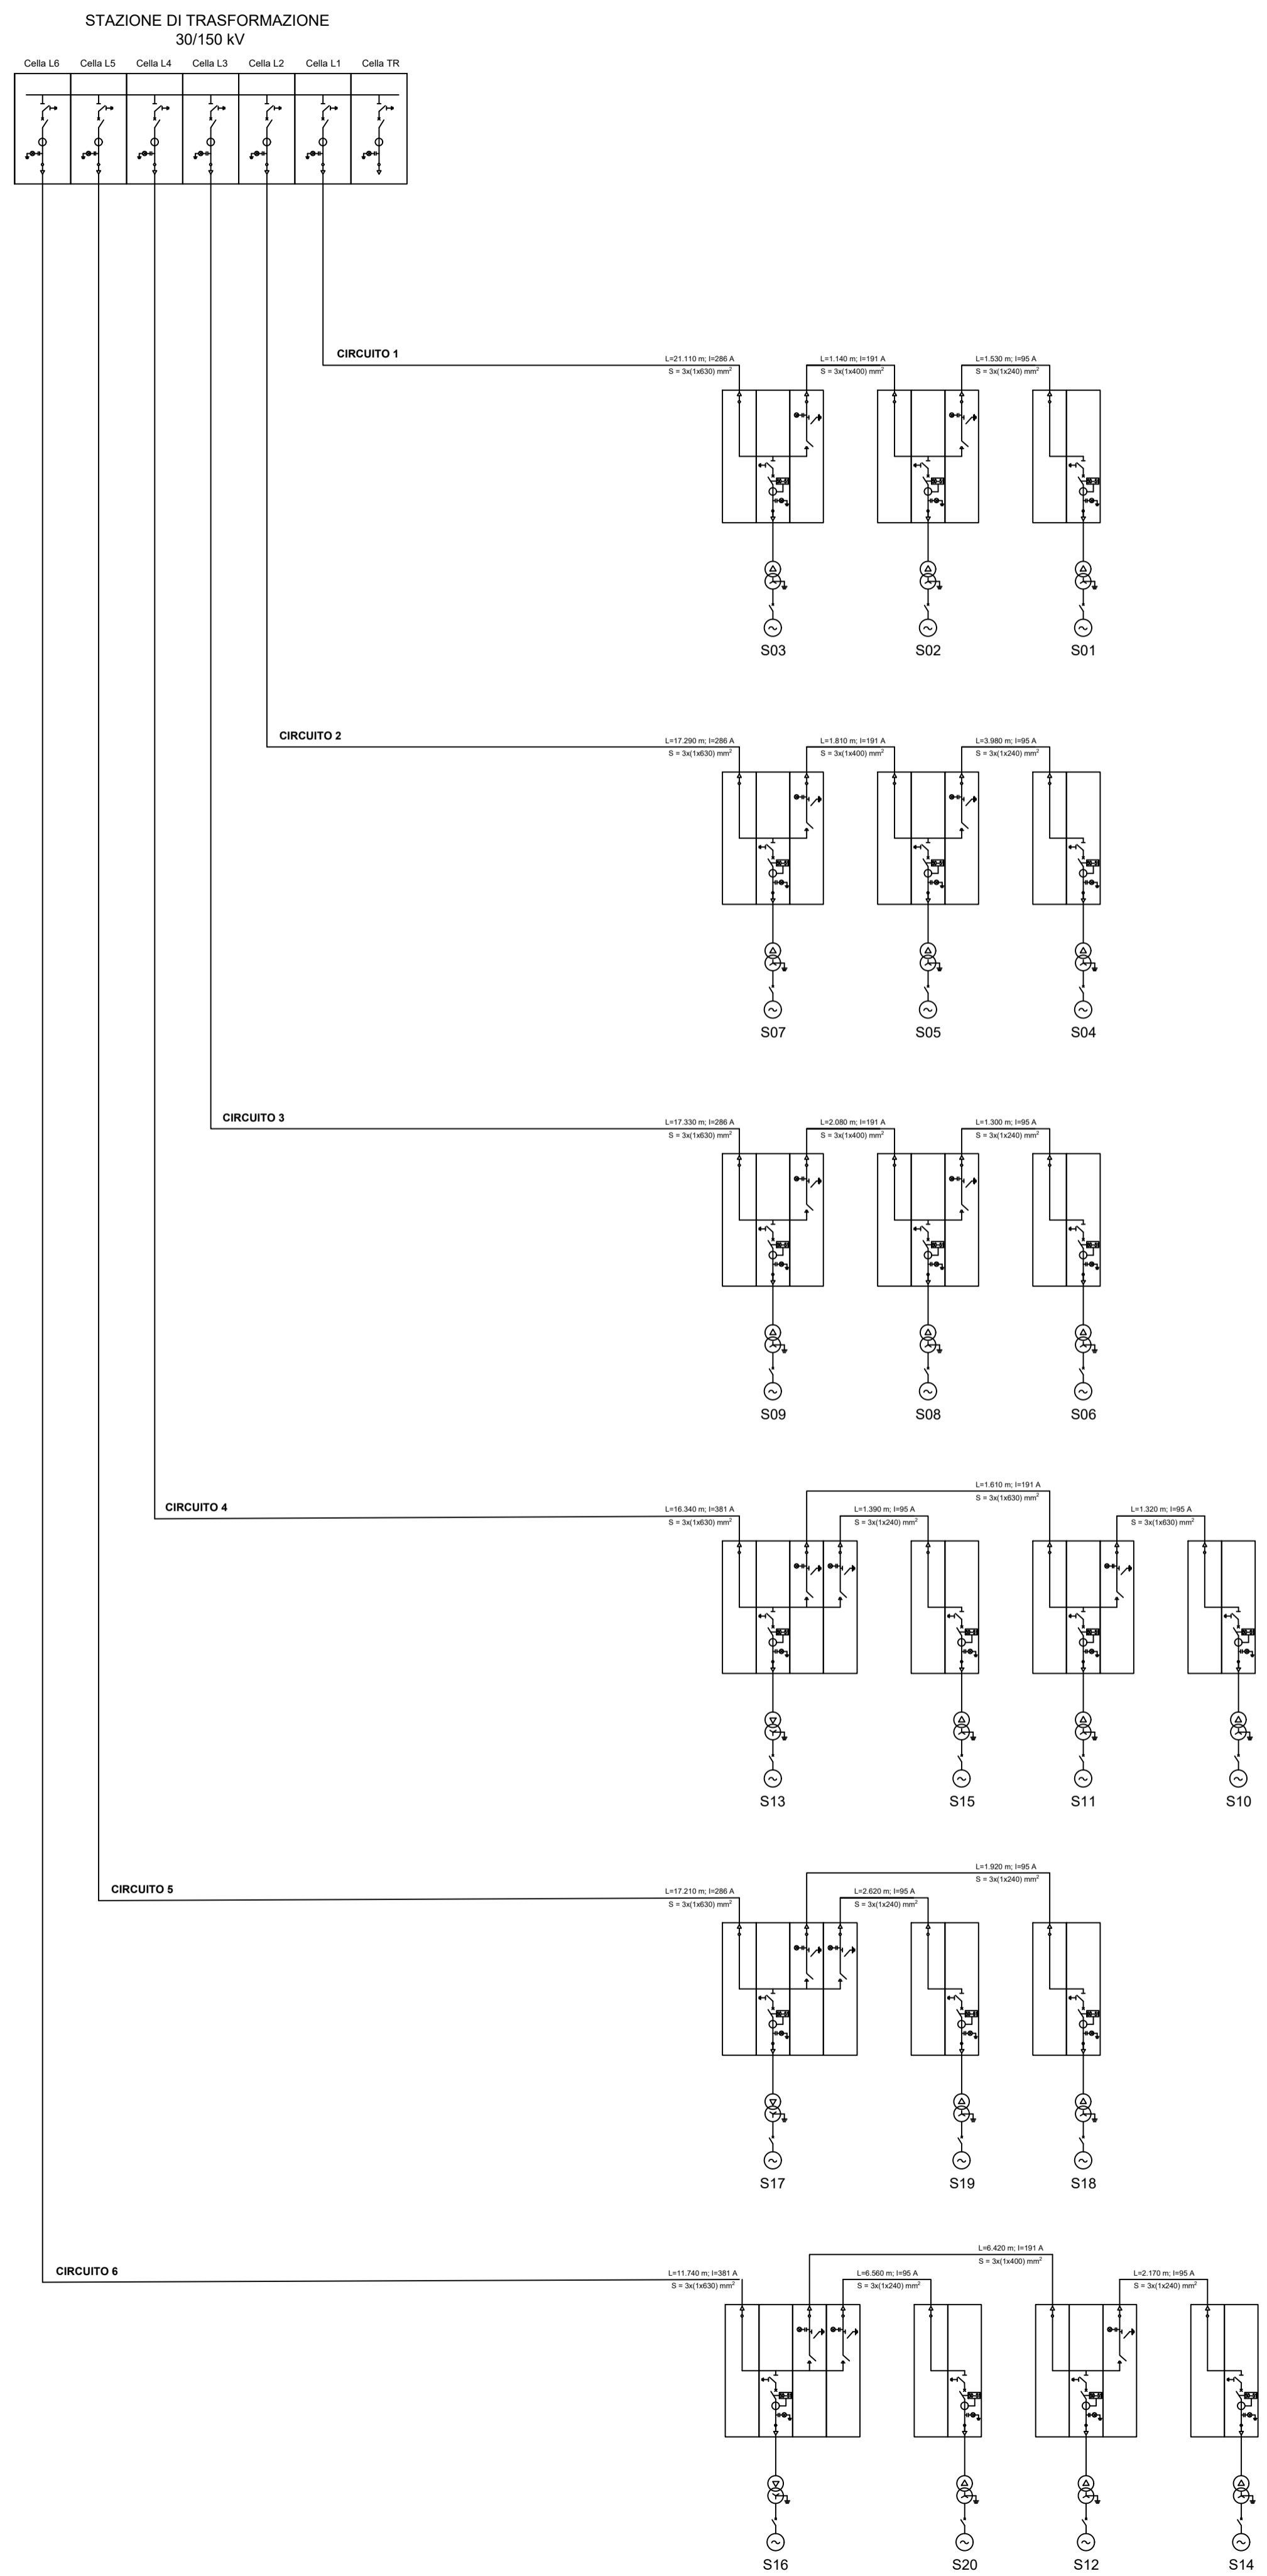 STAZIONE DI TRASFORMAZIONE
30/150 kV
Cella L6 Cella L5 Cella L4 Cella L3 Cella L2 Cella L1 Cella TR
CIRCUITO 1
L=21.110 m; I=286 A
S = 3x(1x630) mm²
L=1.140 m; I=191 A
S = 3x(1x400) mm²
L=1.530 m; I=95 A
S = 3x(1x240) mm²
S03 S02 S01
CIRCUITO 2
L=17.290 m; I=286 A
S = 3x(1x630) mm²
L=1.810 m; I=191 A
S = 3x(1x400) mm²
L=3.980 m; I=95 A
S = 3x(1x240) mm²
S07 S05 S04
CIRCUITO 3
L=17.330 m; I=286 A
S = 3x(1x630) mm²
L=2.080 m; I=191 A
S = 3x(1x400) mm²
L=1.300 m; I=95 A
S = 3x(1x240) mm²
S09 S08 S06
CIRCUITO 4
L=16.340 m; I=381 A
S = 3x(1x630) mm²
L=1.390 m; I=95 A
S = 3x(1x240) mm²
L=1.610 m; I=191 A
S = 3x(1x630) mm²
L=1.320 m; I=95 A
S = 3x(1x630) mm²
S13 S15 S11 S10
CIRCUITO 5
L=17.210 m; I=286 A
S = 3x(1x630) mm²
L=2.620 m; I=95 A
S = 3x(1x240) mm²
L=1.920 m; I=95 A
S = 3x(1x240) mm²
S17 S19 S18
CIRCUITO 6
L=11.740 m; I=381 A
S = 3x(1x630) mm²
L=6.560 m; I=95 A
S = 3x(1x240) mm²
L=6.420 m; I=191 A
S = 3x(1x400) mm²
L=2.170 m; I=95 A
S = 3x(1x240) mm²
S16 S20 S12 S14